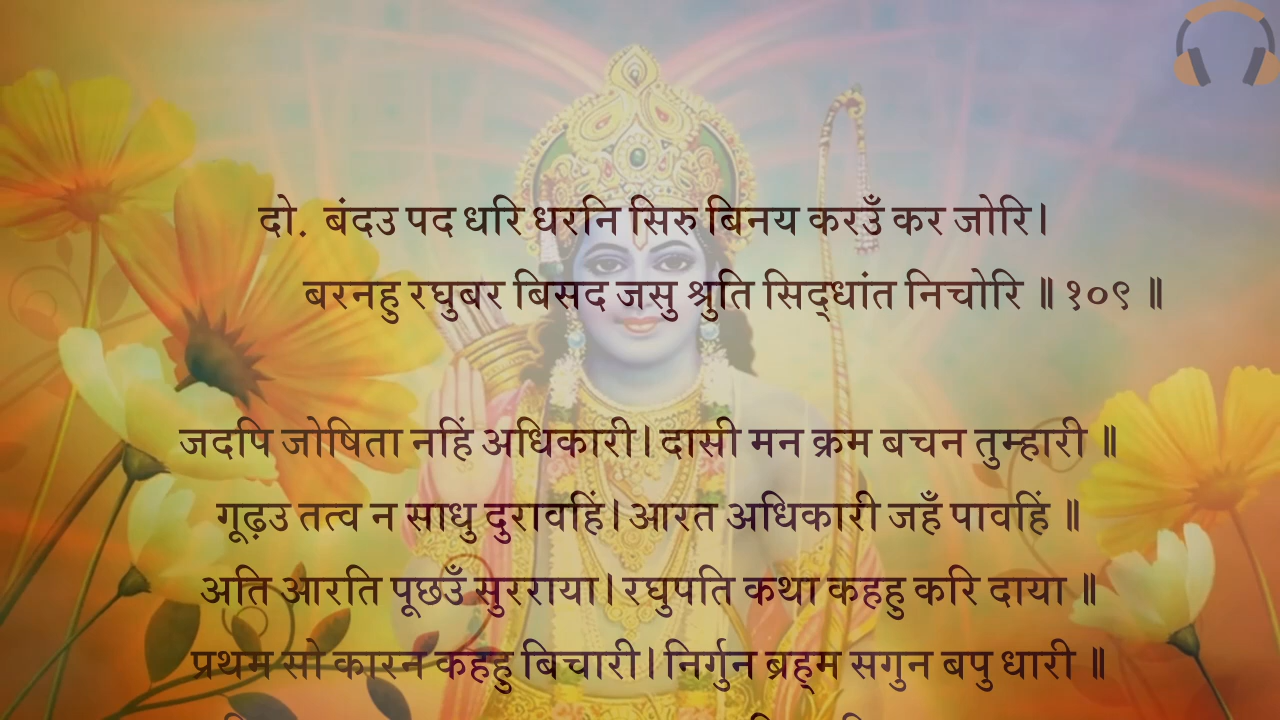 दो. बंदउ पद धरि धरनि सिरु बिनय करउँ कर जोरि।
बरनहु रघुबर बिसद जसु श्रुति सिद्धांत निचोरि ॥ १०९ ॥
जदपि जोषिता नहिं अधिकारी। दासी मन क्रम बचन तुम्हारी ॥
गूढ़उ तत्व न साधु दुरावहिं। आरत अधिकारी जहँ पावहिं ॥
अति आरति पूछउँ सुरराया। रघुपति कथा कहहु करि दाया ॥
प्रथम सो कारन कहहु बिचारी। निर्गुन ब्रह्म सगुन बपु धारी ॥